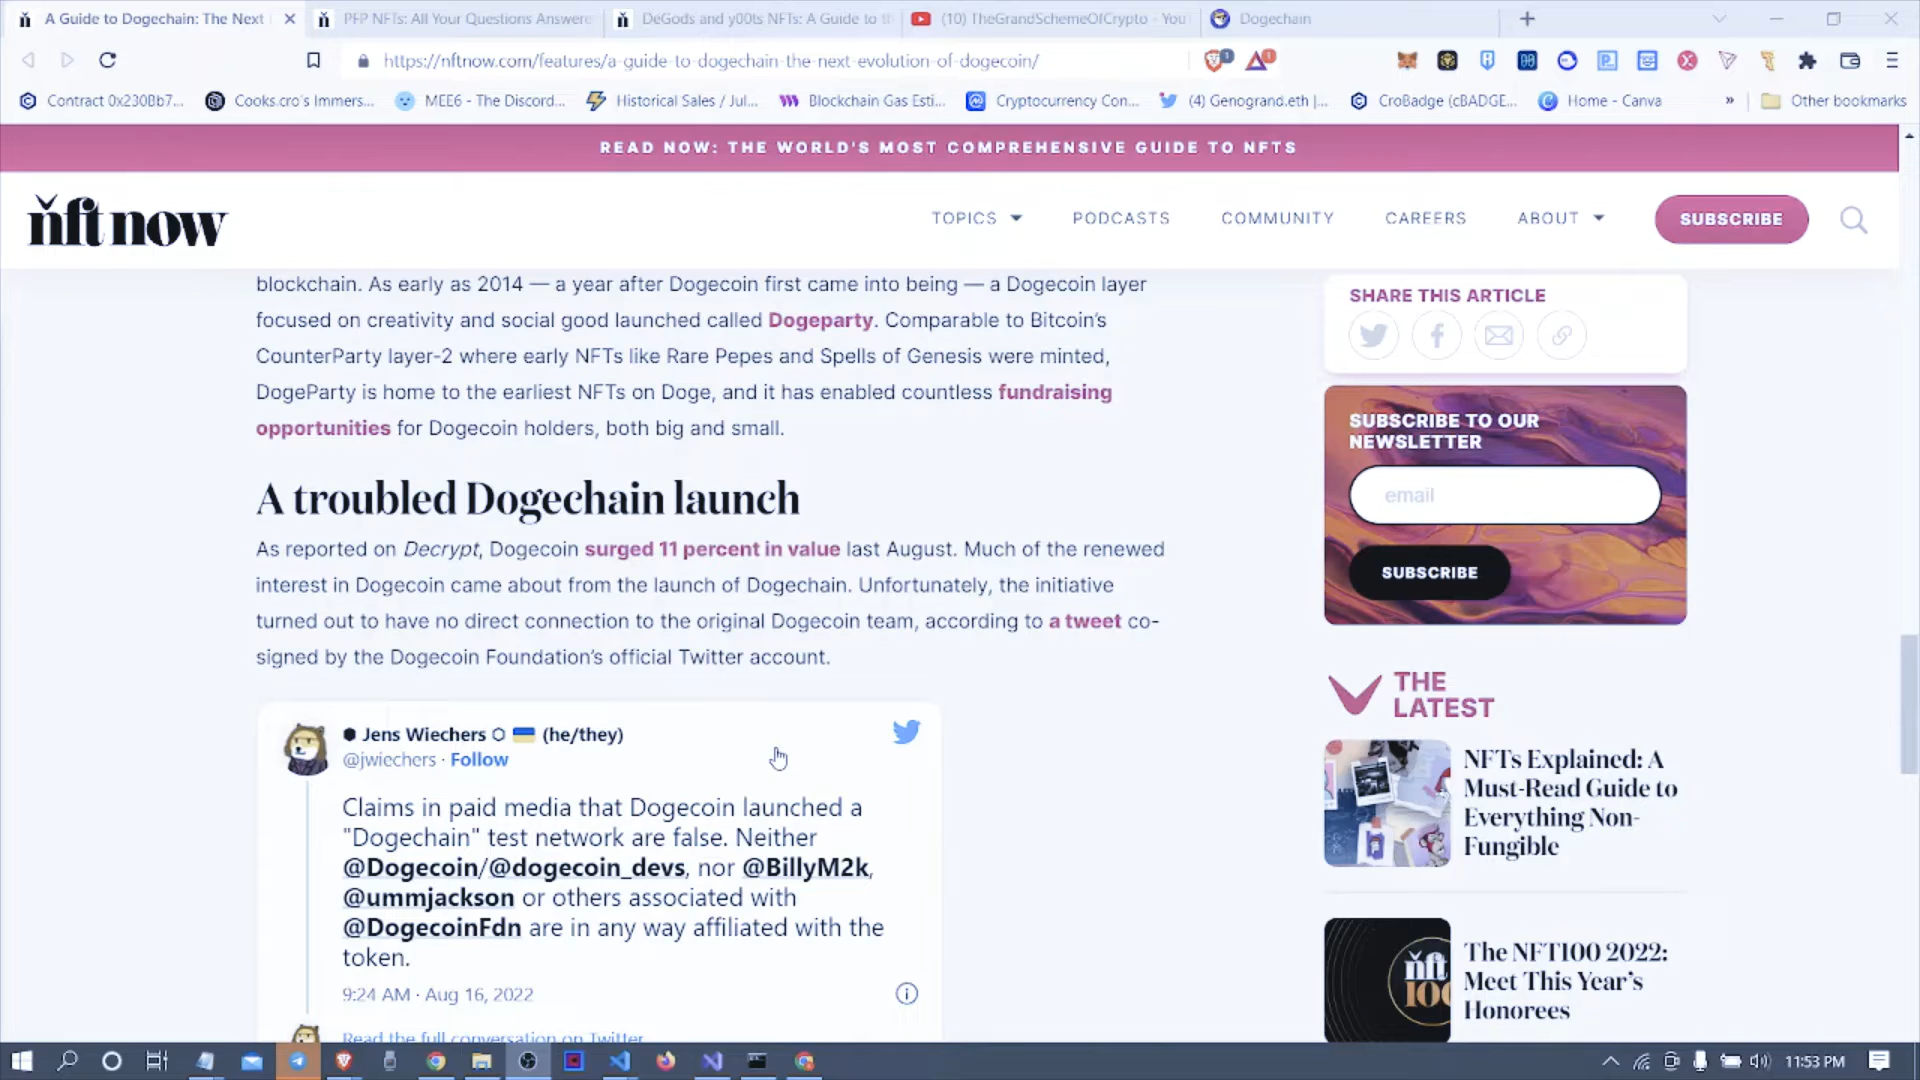 A Guide to Dogechain: The Next
PFP NFTs: All Your Questions Answere
DeGods and y00ts NFTs: A Guide to th
(10) TheGrandSchemeOfCrypto - You
Dogechain
https://nftnow.com/features/a-guide-to-dogechain-the-next-evolution-of-dogecoin/
1
1
Contract 0x230Bb7...
Cooks.cro's Immers...
MEE6 - The Discord...
Historical Sales / Jul...
Blockchain Gas Esti...
Cryptocurrency Con...
(4) Genogrand.eth |...
CroBadge (cBADGE...
Home - Canva
»
Other bookmarks
READ NOW: THE WORLD'S MOST COMPREHENSIVE GUIDE TO NFTS
nft now
TOPICS
PODCASTS
COMMUNITY
CAREERS
ABOUT
SUBSCRIBE
blockchain. As early as 2014 — a year after Dogecoin first came into being — a Dogecoin layer
focused on creativity and social good launched called Dogeparty. Comparable to Bitcoin's
CounterParty layer-2 where early NFTs like Rare Pepes and Spells of Genesis were minted,
DogeParty is home to the earliest NFTs on Doge, and it has enabled countless fundraising
opportunities for Dogecoin holders, both big and small.
A troubled Dogechain launch
As reported on Decrypt, Dogecoin surged 11 percent in value last August. Much of the renewed
interest in Dogecoin came about from the launch of Dogechain. Unfortunately, the initiative
turned out to have no direct connection to the original Dogecoin team, according to a tweet co-
signed by the Dogecoin Foundation's official Twitter account.
Jens Wiechers (he/they)
@jwiechers · Follow
Claims in paid media that Dogecoin launched a
"Dogechain" test network are false. Neither
@Dogecoin/@dogecoin_devs, nor @BillyM2k,
@ummjackson or others associated with
@DogecoinFdn are in any way affiliated with the
token.
9:24 AM · Aug 16, 2022
Read the full conversation on Twitter
SHARE THIS ARTICLE
SUBSCRIBE TO OUR
NEWSLETTER
email
SUBSCRIBE
THE
LATEST
NFTs Explained: A
Must-Read Guide to
Everything Non-
Fungible
nft
100
The NFT100 2022:
Meet This Year's
Honorees
11:53 PM